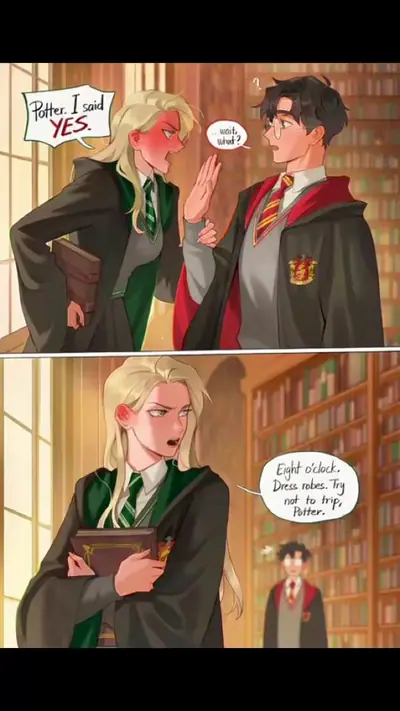 Potter. I said
YES.
..wait,
what?
?
Eight o'clock.
Dress robes. Try
not to trip,
Potter.